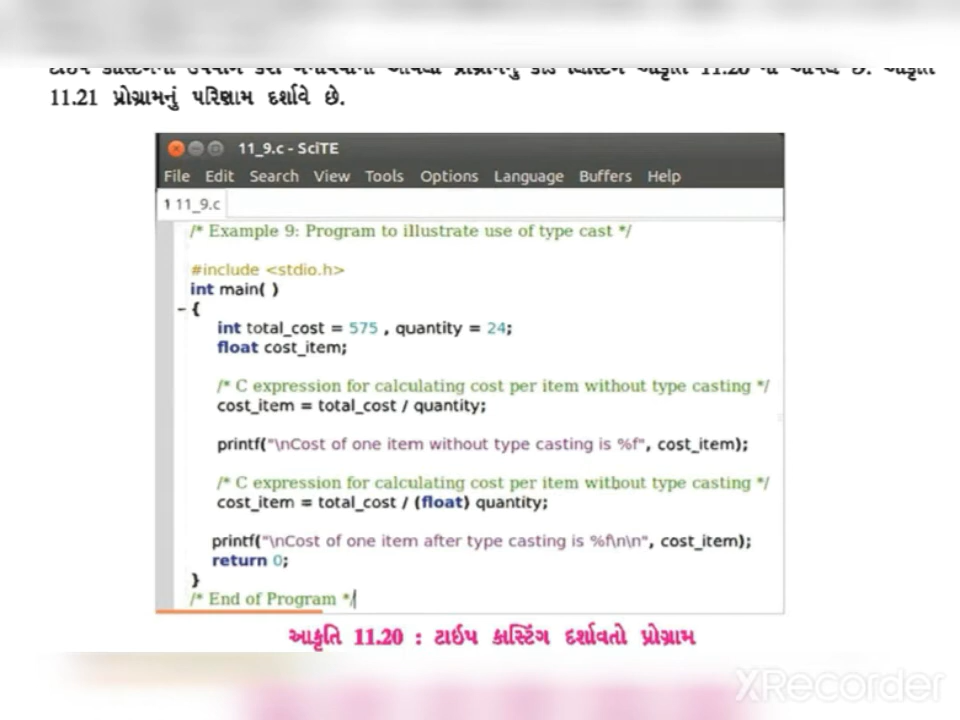 11.21 પ્રોગ્રામનું પરિણામ દર્શાવે છે.
11_9.c - SciTE
File Edit Search View Tools Options Language Buffers Help
1 11_9.c
/* Example 9: Program to illustrate use of type cast */
#include <stdio.h>
int main( )
{
int total_cost = 575 , quantity = 24;
float cost_item;
/* C expression for calculating cost per item without type casting */
cost_item = total_cost / quantity;
printf("\nCost of one item without type casting is %f", cost_item);
/* C expression for calculating cost per item without type casting */
cost_item = total_cost / (float) quantity;
printf("\nCost of one item after type casting is %f\n\n", cost_item);
return 0;
}
/* End of Program */
આકૃતિ 11.20 : ટાઇપ કાસ્ટિંગ દર્શાવતો પ્રોગ્રામ
XRecorder